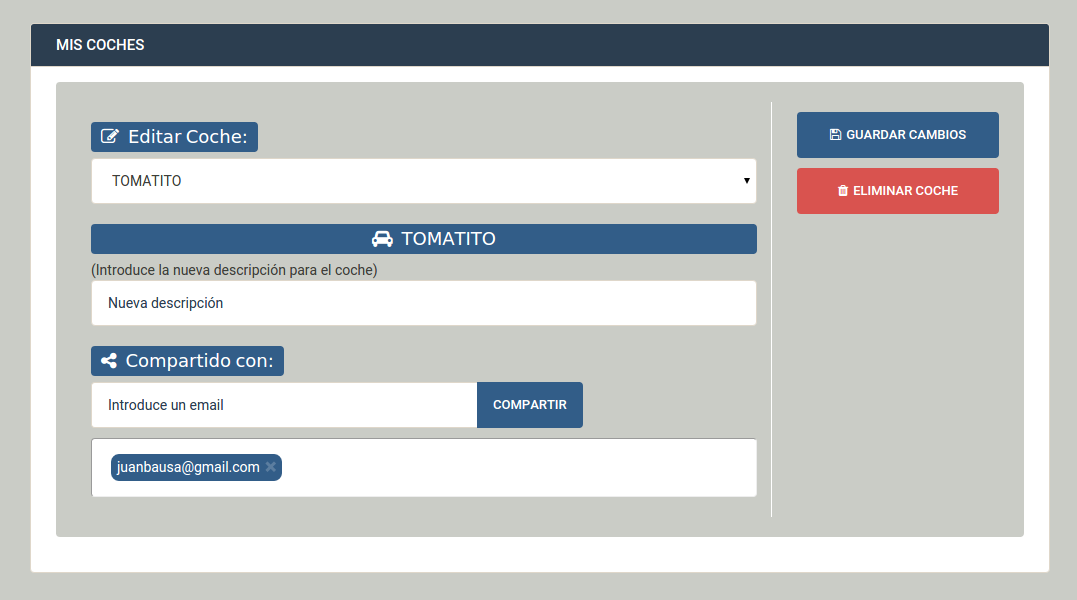 MIS COCHES
Editar Coche:
TOMATITO
TOMATITO
(Introduce la nueva descripción para el coche)
Nueva descripción
Compartido con:
Introduce un email
COMPARTIR
juanbausa@gmail.com
GUARDAR CAMBIOS
ELIMINAR COCHE